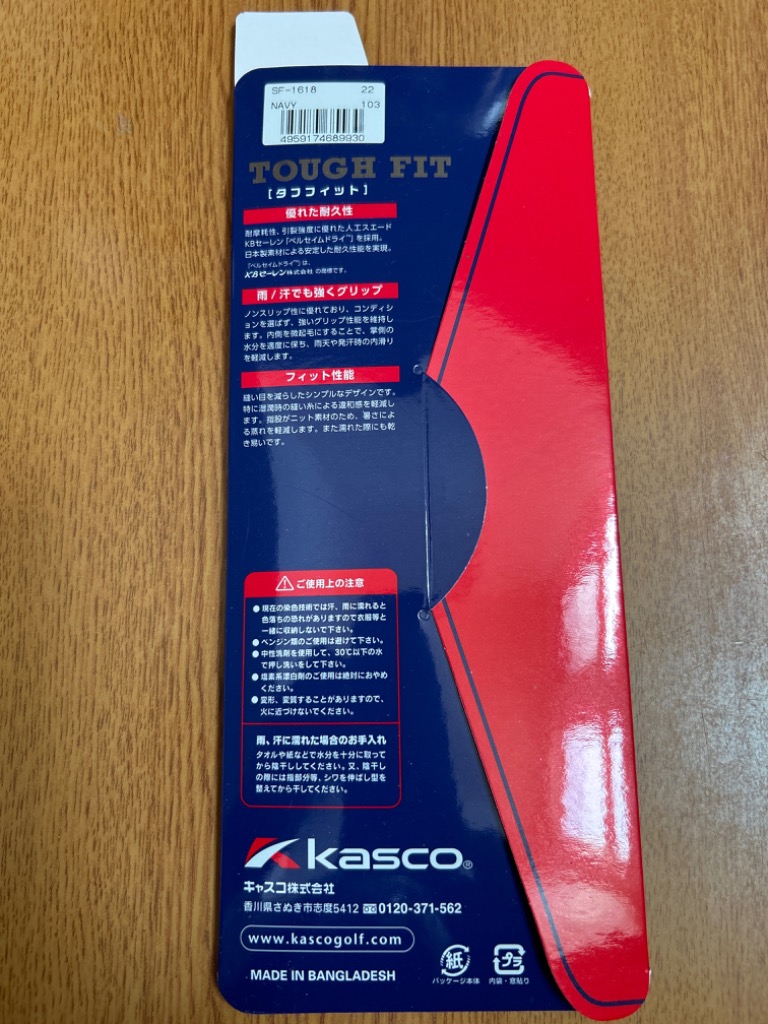 SF-1618 22
NAVY 103
4959174689930
TOUGH FIT
[タフフィット]
優れた耐久性
耐摩耗性、引裂強度に優れた人工スエード
KBセーレン「ベルセイムドライ™」を採用。
日本製素材による安定した耐久性能を実現。
「ベルセイムドライ™」は、
KBセーレン株式会社 の商標です。
雨/汗でも強くグリップ
ノンスリップ性に優れており、コンディシ
ョンを選ばず、強いグリップ性能を維持し
ます。内側を微起毛にすることで、掌側の
水分を適度に保ち、雨天や発汗時の内滑り
を軽減します。
フィット性能
縫い目を減らしたシンプルなデザインです。
特に湿潤時の縫い糸による違和感を軽減し
ます。指股がニット素材のため、暑さによ
る蒸れを軽減します。また濡れた際にも乾
き易いです。
ご使用上の注意
●現在の染色技術では汗、雨に濡れると
色落ちの恐れがありますので衣服等と
一緒に収納しないで下さい。
●ベンジン類のご使用は避けて下さい。
●中性洗剤を使用して、30℃以下の水
で押し洗いをして下さい。
●塩素系漂白剤のご使用は絶対におやめ
ください。
●変形、変質することがありますので、
火に近づけないでください。
雨、汗に濡れた場合のお手入れ
タオルや紙などで水分を十分に取って
から陰干ししてください。又、陰干し
の際には指部分等、シワを伸ばし型を
整えてから干してください。
kasco®
キャスコ株式会社
香川県さぬき市志度5412 0120-371-562
www.kascogolf.com
MADE IN BANGLADESH
紙
パッケージ本体
プラ
内袋・窓貼り